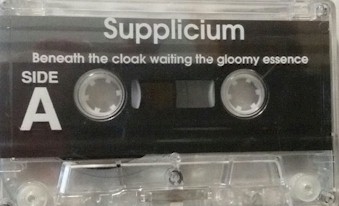 Supplicium
Beneath the cloak waiting the gloomy essence
SIDE
A